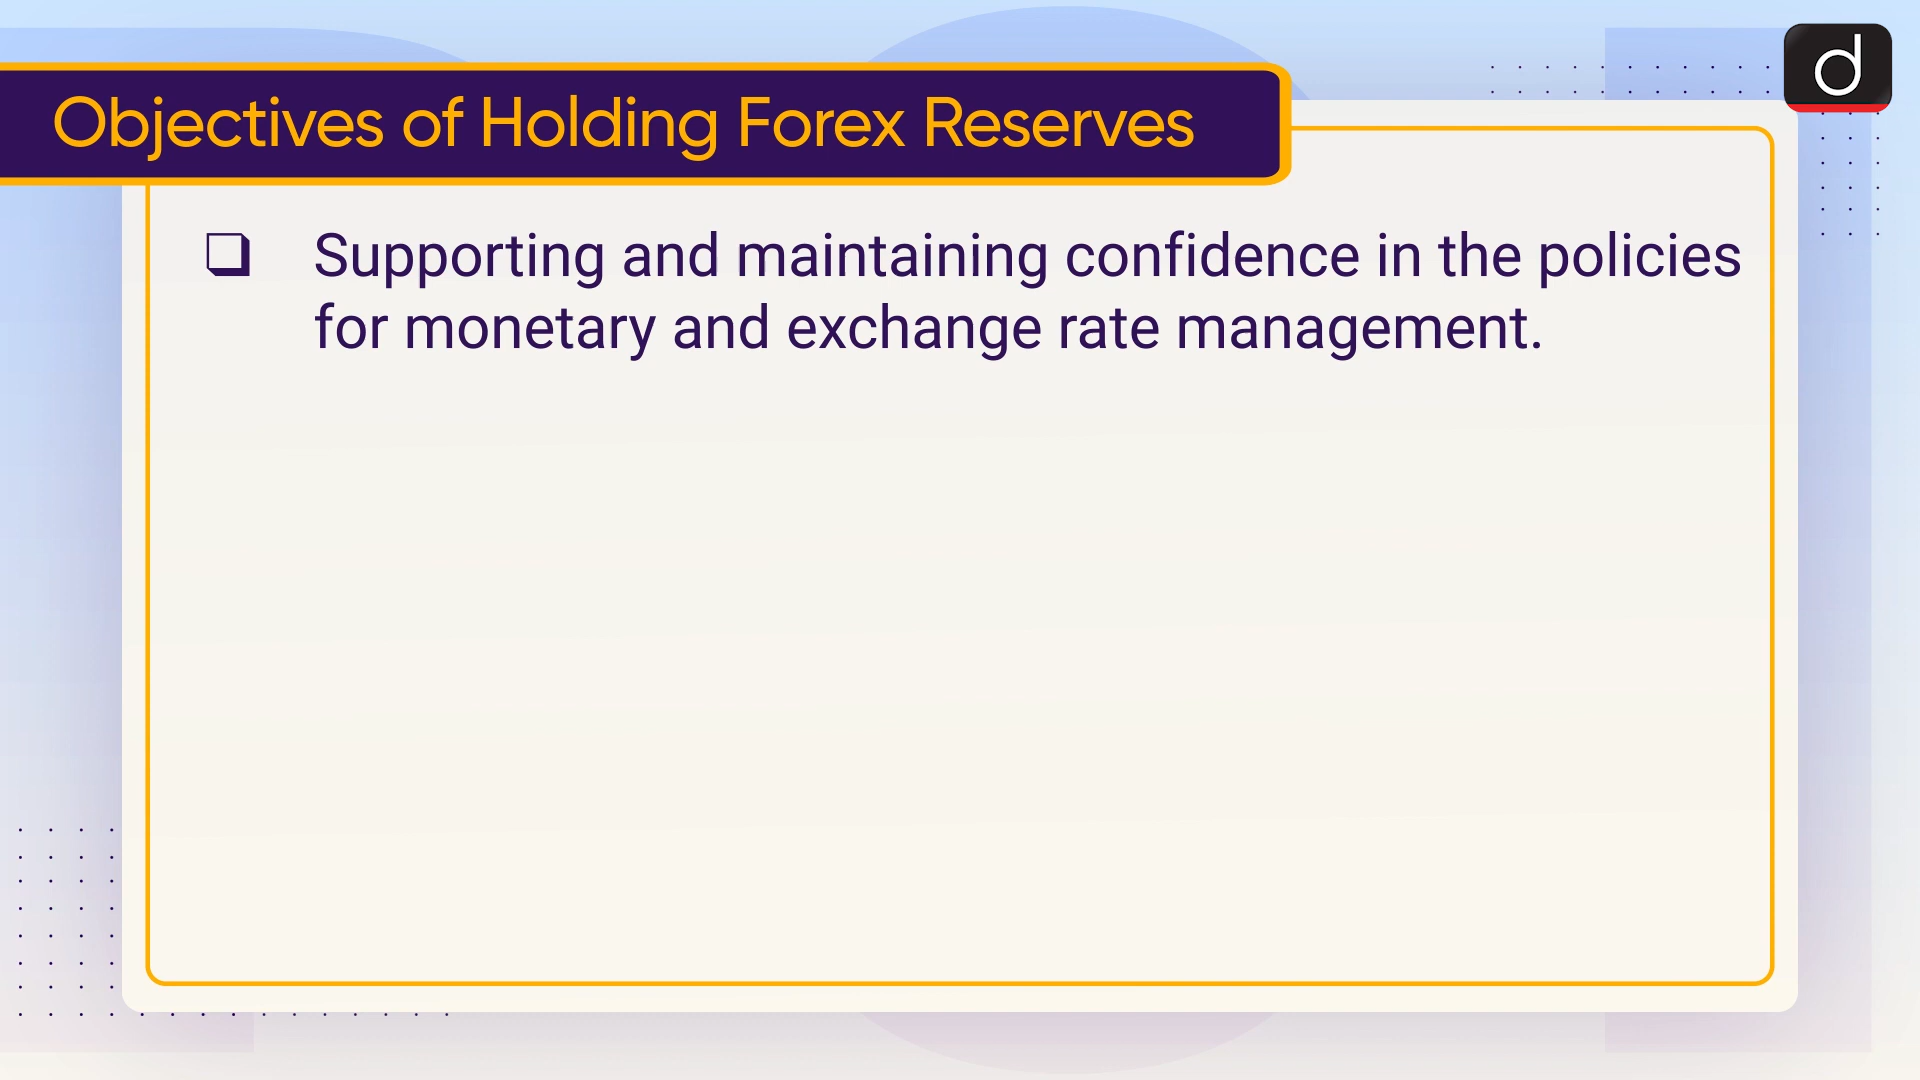 Objectives of Holding Forex Reserves
❑ Supporting and maintaining confidence in the policies
for monetary and exchange rate management.
d